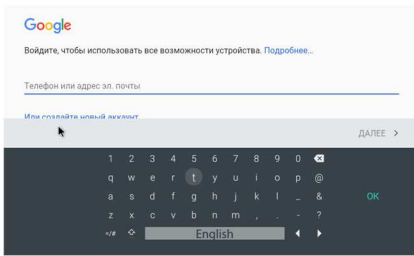 Google
Войдите, чтобы использовать все возможности устройства. Подробнее...
Телефон или адрес эл. почты
Или создайте новый аккаунт
ДАЛЕЕ >
1 2 3 4 5 6 7 8 9 0
q w e r t y u i o p @
a s d f g h j k l _ & OK
z x c v b n m , . - ?
</# English